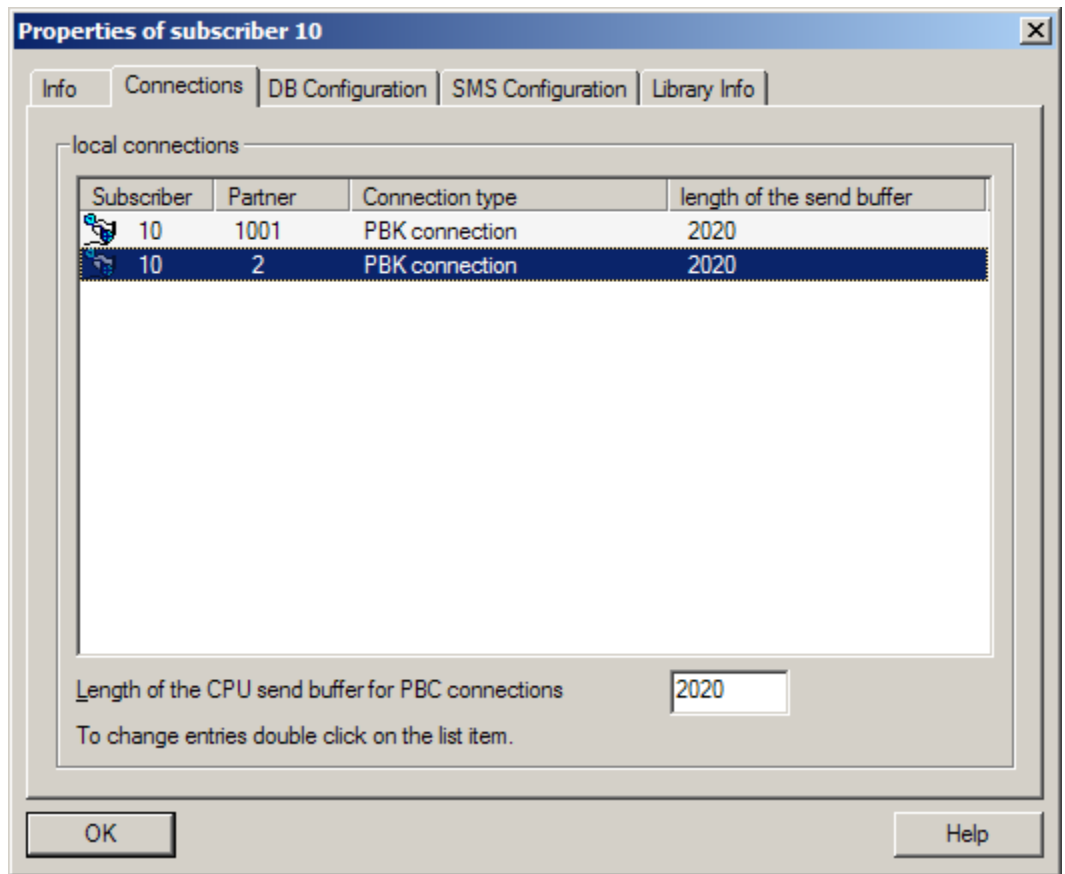 Properties of subscriber 10
Info Connections DB Configuration SMS Configuration Library Info
local connections
Subscriber Partner Connection type length of the send buffer
10 1001 PBK connection 2020
10 2 PBK connection 2020
Length of the CPU send buffer for PBC connections 2020
To change entries double click on the list item.
OK Help